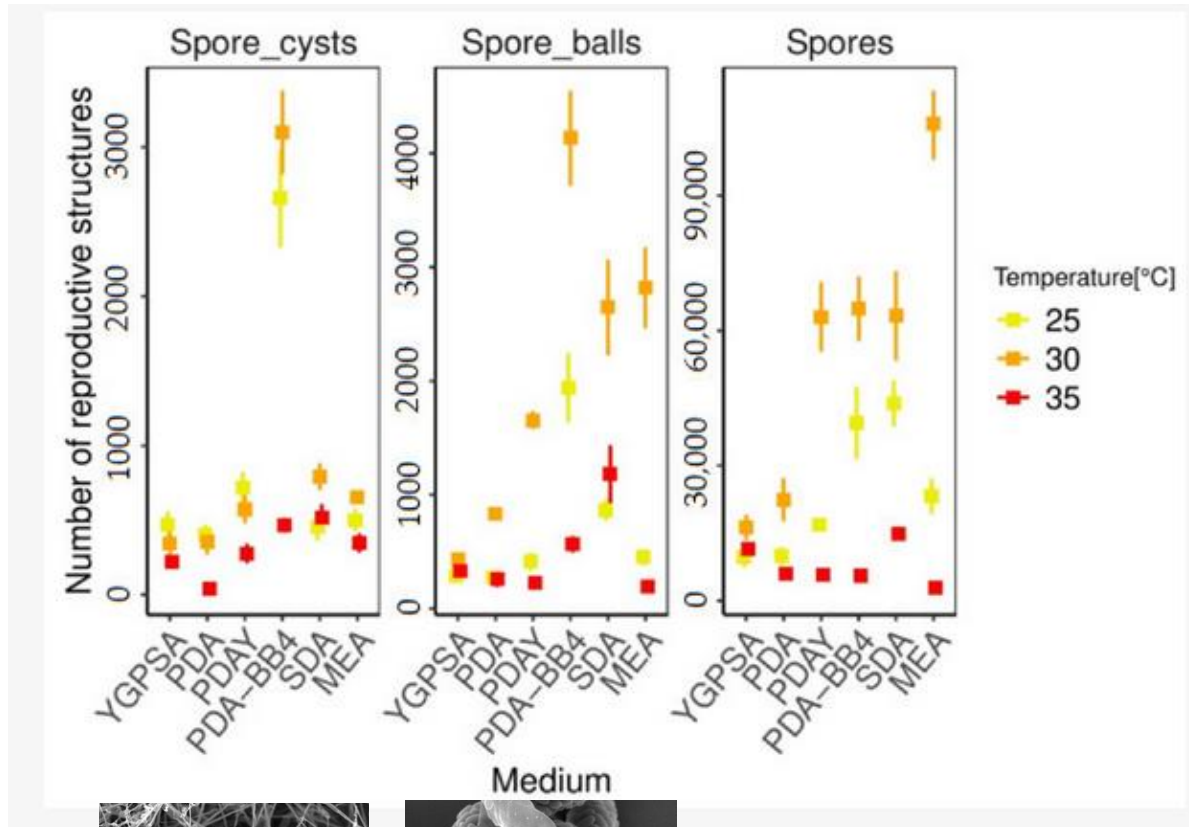 Spore_cysts
Spore_balls
Spores
Number of reproductive structures
3000
2000
1000
0
4000
3000
2000
1000
0
90,000
60,000
30,000
0
YGPSA
PDA
PDAY
PDA-BB4
SDA
MEA
YGPSA
PDA
PDAY
PDA-BB4
SDA
MEA
YGPSA
PDA
PDAY
PDA-BB4
SDA
MEA
Medium
Temperature[°C]
25
30
35